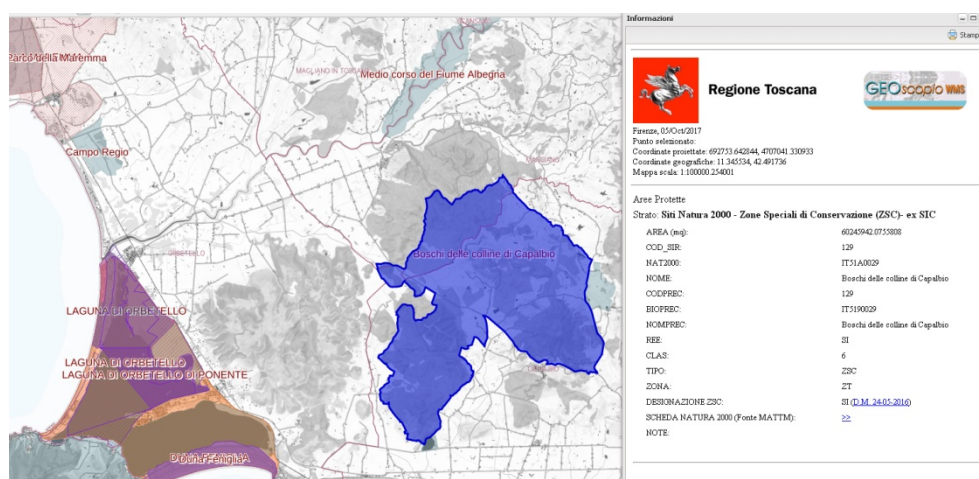 Parco della Maremma
MAGLIANO IN TOSCANA
Medio corso del Fiume Albegna
Campo Regio
ORBETELLO
Boschi delle colline di Capalbio
LAGUNA DI ORBETELLO
LAGUNA DI ORBETELLO
LAGUNA DI ORBETELLO DI PONENTE
Duna Feniglia
Informazioni
Stamp
Regione Toscana
GEOscopio WMS
Firenze, 05/Oct/2017
Punto selezionato:
Coordinate proiettate: 692753.642844, 4707041.330933
Coordinate geografiche: 11.345534, 42.491736
Mappa scala: 1:100000.254001
Aree Protette
Strato: Siti Natura 2000 - Zone Speciali di Conservazione (ZSC)- ex SIC
AREA (mq): 60245942.0755808
COD_SIR: 129
NAT2000: IT51A0029
NOME: Boschi delle colline di Capalbio
CODPREC: 129
BIOPREC: IT5190029
NOMPREC: Boschi delle colline di Capalbio
REE: SI
CLAS: 6
TIPO: ZSC
ZONA: ZT
DESIGNAZIONE ZSC: SI (D.M. 24-05-2016)
SCHEDA NATURA 2000 (Fonte MATTM): >>
NOTE: